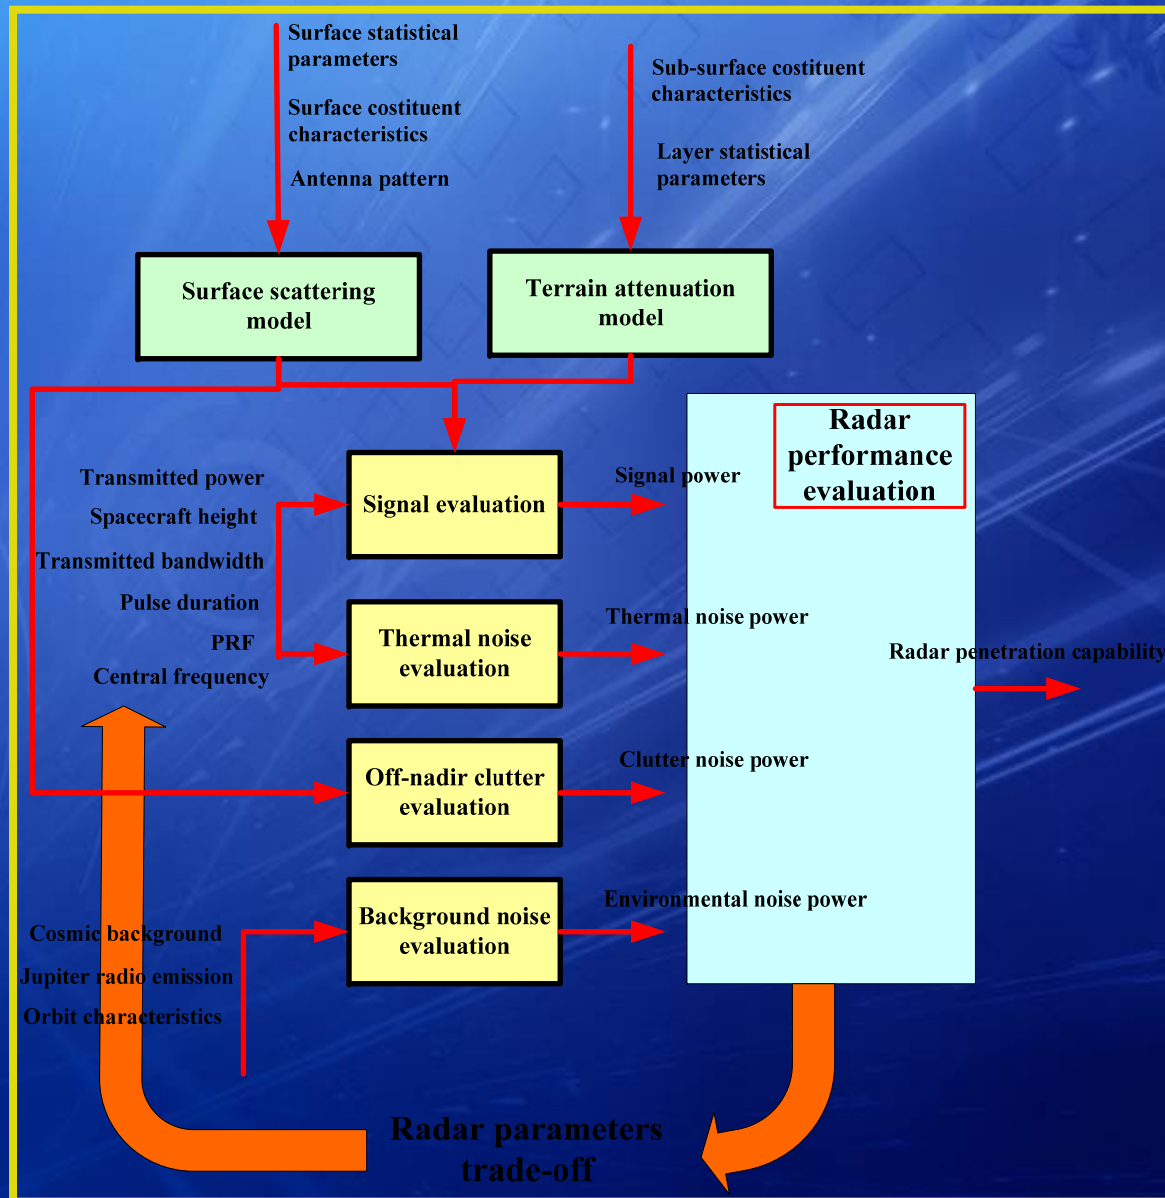 Surface statistical
parameters
Surface costituent
characteristics
Antenna pattern
Sub-surface costituent
characteristics
Layer statistical
parameters
Surface scattering
model
Terrain attenuation
model
Transmitted power
Spacecraft height
Transmitted bandwidth
Pulse duration
PRF
Central frequency
Signal evaluation
Signal power
Thermal noise
evaluation
Thermal noise power
Off-nadir clutter
evaluation
Clutter noise power
Background noise
evaluation
Environmental noise power
Radar
performance
evaluation
Radar penetration capability
Cosmic background
Jupiter radio emission
Orbit characteristics
Radar parameters
trade-off